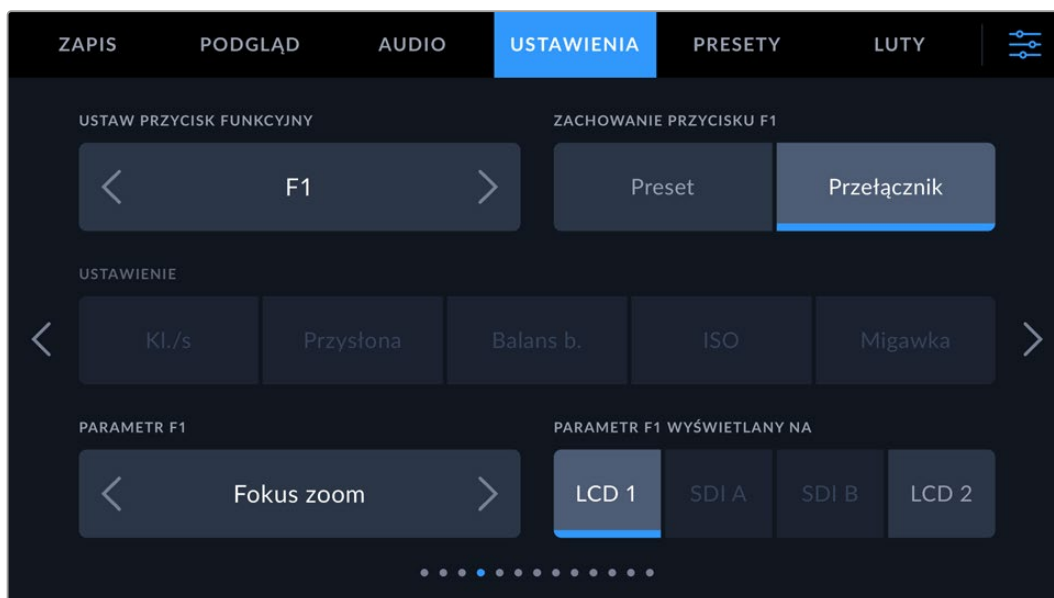 ZAPIS PODGLĄD AUDIO USTAWIENIA PRESETY LUTY
USTAW PRZYCISK FUNKCYJNY ZACHOWANIE PRZYCISKU F1
F1 Preset Przełącznik
USTAWIENIE
Kl./s Przysłona Balans b. ISO Migawka
PARAMETR F1 PARAMETR F1 WYŚWIETLANY NA
Fokus zoom LCD 1 SDI A SDI B LCD 2